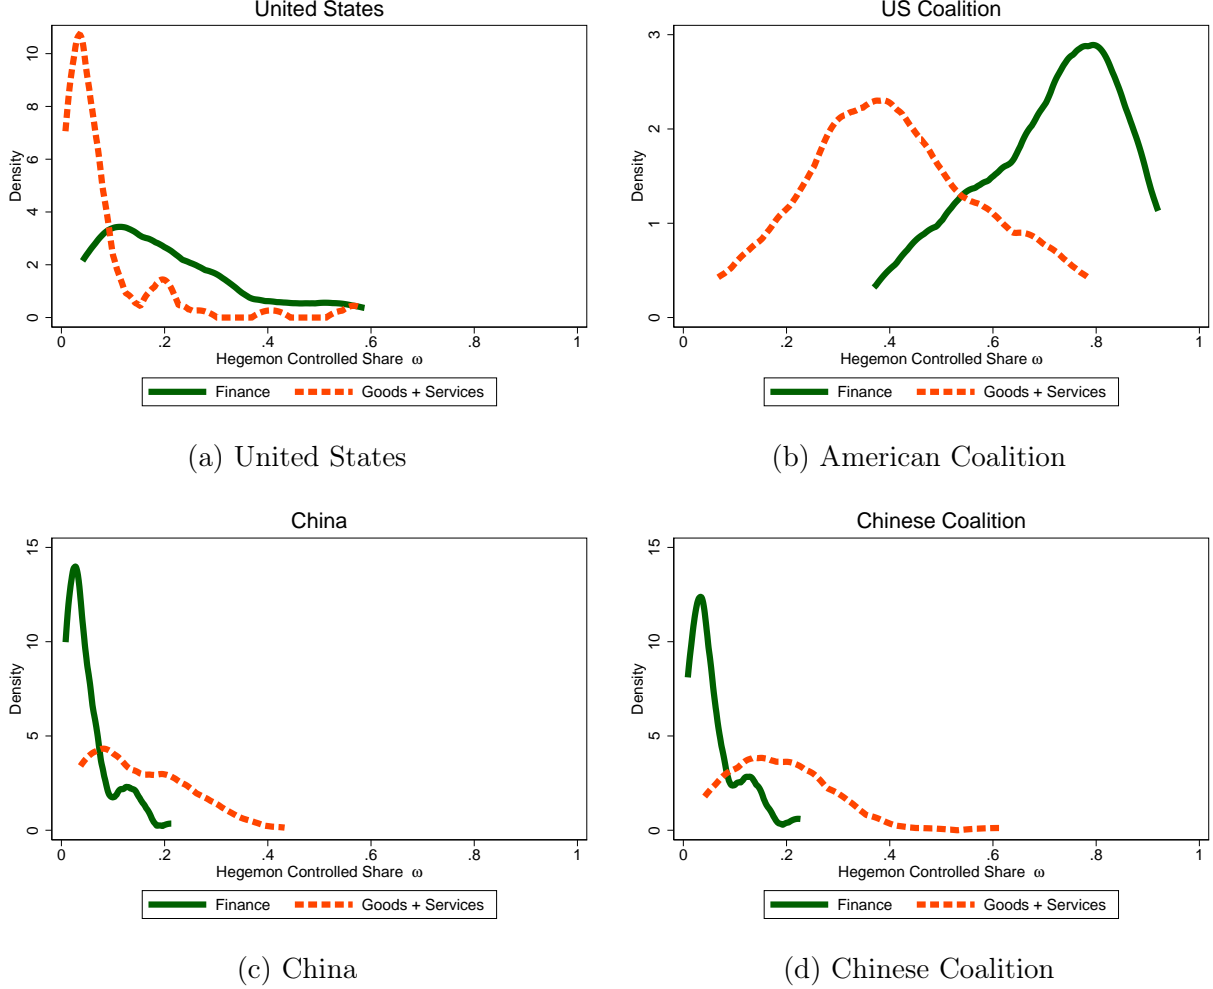 United States
Density
0 2 4 6 8 10
0 .2 .4 .6 .8 1
Hegemon Controlled Share ω
Finance Goods + Services
(a) United States
US Coalition
Density
0 1 2 3
0 .2 .4 .6 .8 1
Hegemon Controlled Share ω
Finance Goods + Services
(b) American Coalition
China
Density
0 5 10 15
0 .2 .4 .6 .8 1
Hegemon Controlled Share ω
Finance Goods + Services
(c) China
Chinese Coalition
Density
0 5 10 15
0 .2 .4 .6 .8 1
Hegemon Controlled Share ω
Finance Goods + Services
(d) Chinese Coalition